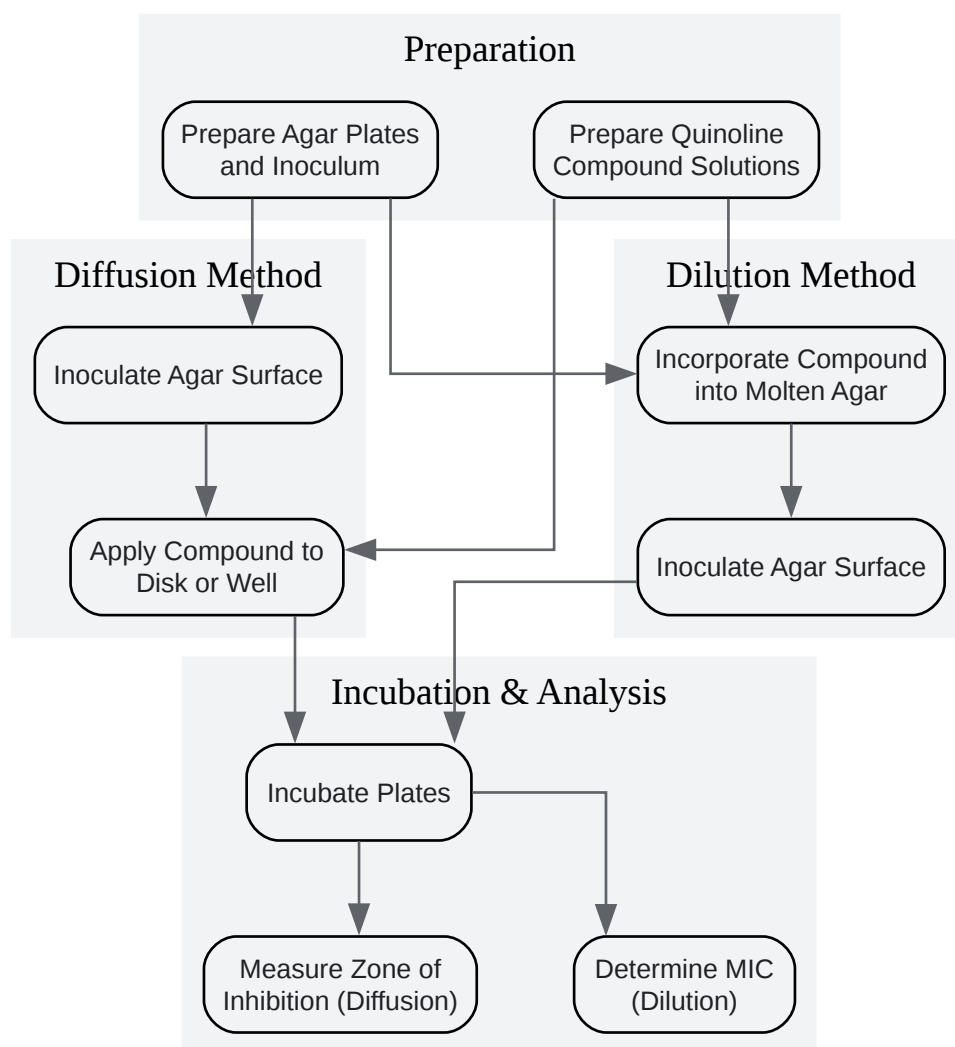 Preparation
Prepare Agar Plates
and Inoculum
Prepare Quinoline
Compound Solutions
Diffusion Method
Inoculate Agar Surface
Apply Compound to
Disk or Well
Dilution Method
Incorporate Compound
into Molten Agar
Inoculate Agar Surface
Incubation & Analysis
Incubate Plates
Measure Zone of
Inhibition (Diffusion)
Determine MIC
(Dilution)